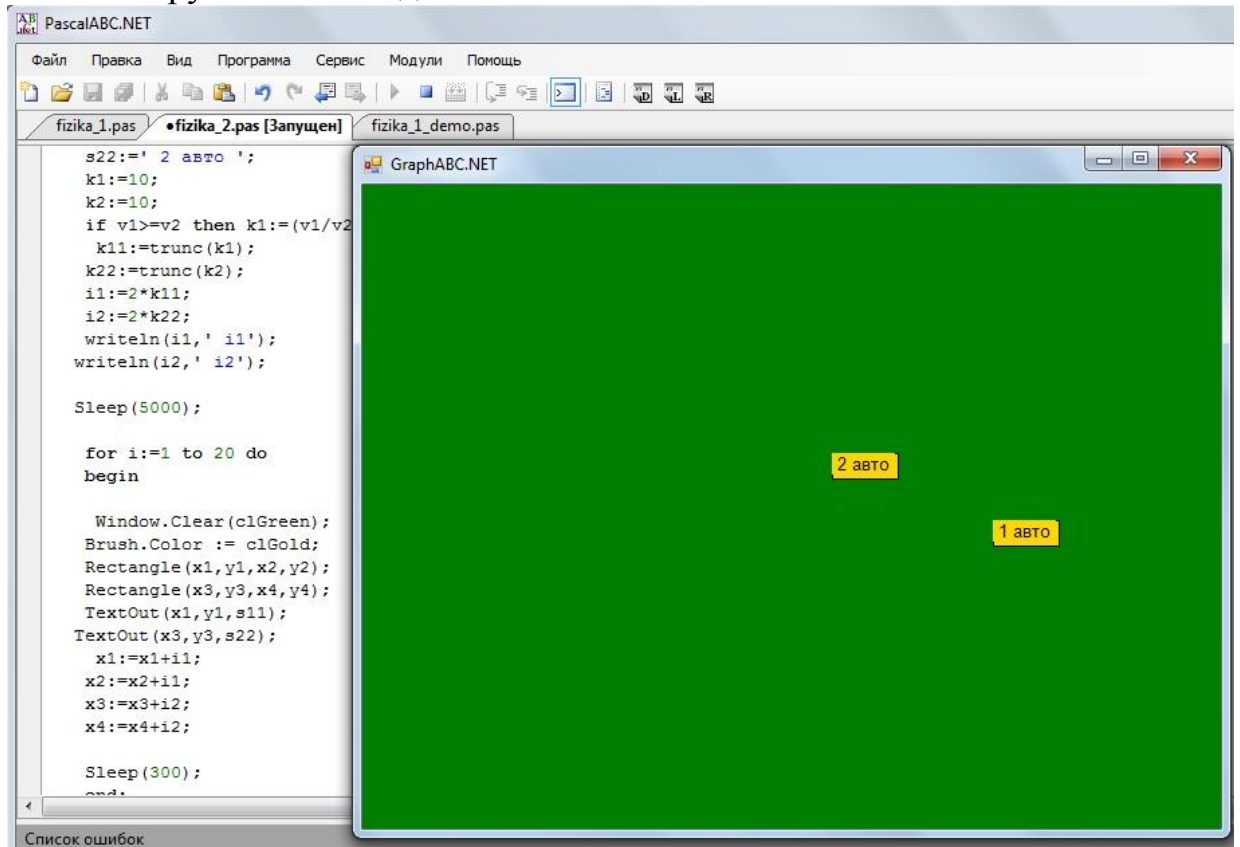 PascalABC.NET
Файл Правка Вид Программа Сервис Модули Помощь
fizika_1.pas •fizika_2.pas [Запущен] fizika_1_demo.pas
s22:=' 2 авто ';
k1:=10;
k2:=10;
if v1>=v2 then k1:=(v1/v2
k11:=trunc(k1);
k22:=trunc(k2);
i1:=2*k11;
i2:=2*k22;
writeln(i1,' i1');
writeln(i2,' i2');
Sleep(5000);
for i:=1 to 20 do
begin
Window.Clear(clGreen);
Brush.Color := clGold;
Rectangle(x1,y1,x2,y2);
Rectangle(x3,y3,x4,y4);
TextOut(x1,y1,s11);
TextOut(x3,y3,s22);
x1:=x1+i1;
x2:=x2+i1;
x3:=x3+i2;
x4:=x4+i2;
Sleep(300);
Список ошибок
GraphABC.NET
2 авто
1 авто